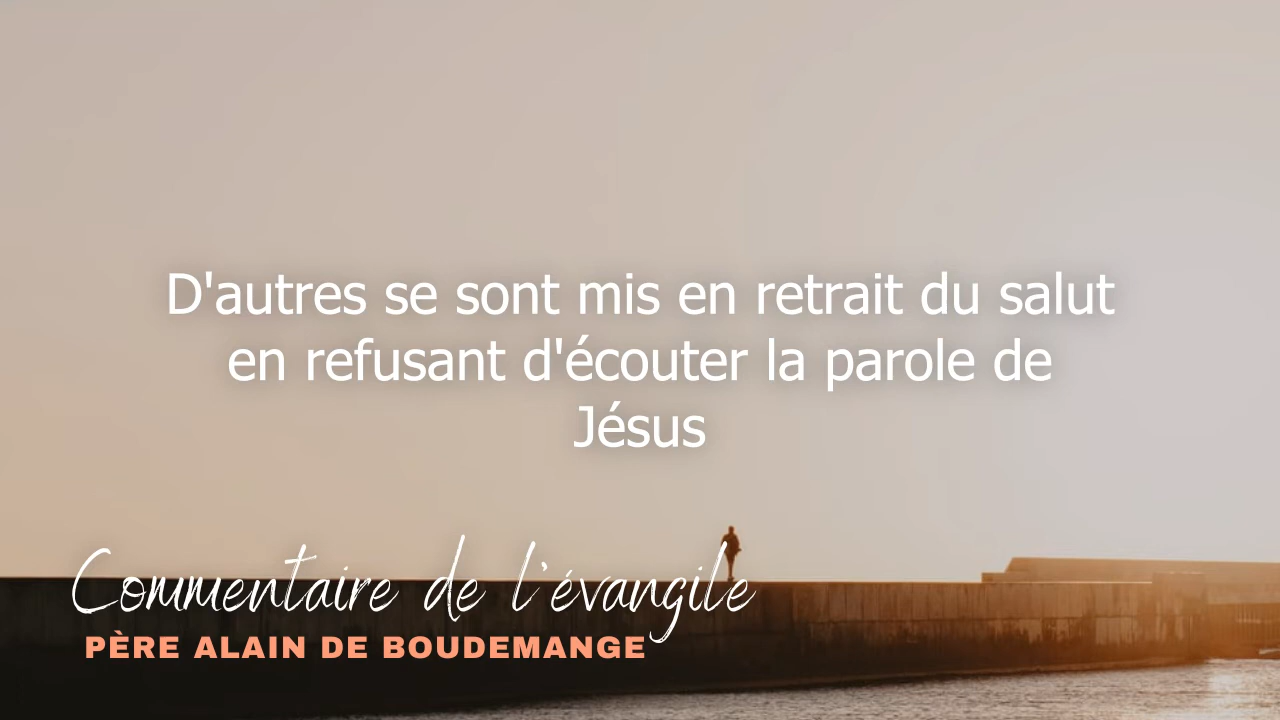 D'autres se sont mis en retrait du salut
en refusant d'écouter la parole de
Jésus
Commentaire de l'évangile
PÈRE ALAIN DE BOUDEMANGE